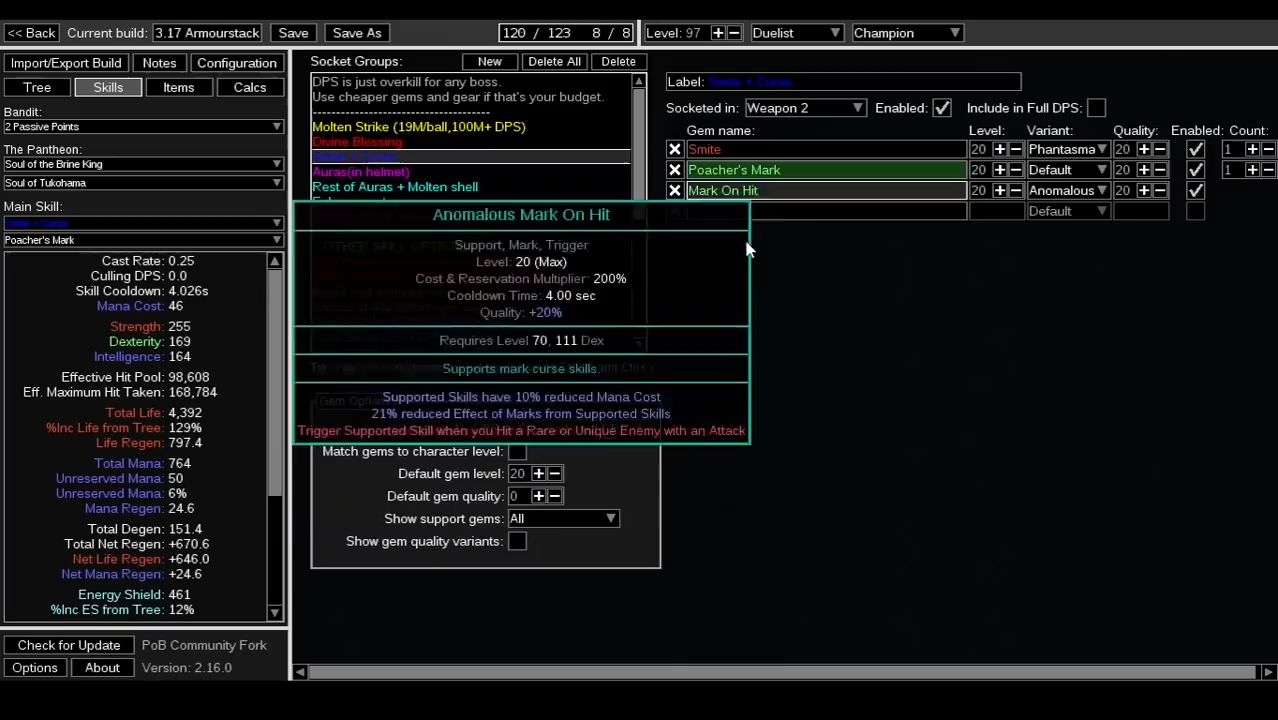 << Back Current build: 3.17 Armourstack Save Save As 120 / 123 8 / 8 Level: 97 + − Duelist Champion
Import/Export Build Notes Configuration
Tree Skills Items Calcs
Bandit:
2 Passive Points
The Pantheon:
Soul of the Brine King
Soul of Tukohama
Main Skill:
Smite + Curse
Poacher's Mark
Cast Rate: 0.25
Culling DPS: 0.0
Skill Cooldown: 4.026s
Mana Cost: 46
Strength: 255
Dexterity: 169
Intelligence: 164
Effective Hit Pool: 98,608
Eff. Maximum Hit Taken: 168,784
Total Life: 4,392
%Inc Life from Tree: 129%
Life Regen: 797.4
Total Mana: 764
Unreserved Mana: 50
Unreserved Mana: 6%
Mana Regen: 24.6
Total Degen: 151.4
Total Net Regen: +670.6
Net Life Regen: +646.0
Net Mana Regen: +24.6
Energy Shield: 461
%Inc ES from Tree: 12%
Check for Update PoB Community Fork
Options About Version: 2.16.0
Socket Groups: New Delete All Delete
DPS is just overkill for any boss.
Use cheaper gems and gear if that's your budget.
----------------------------------
Molten Strike (19M/ball,100M+ DPS)
Divine Blessing
Smite + Curse
Auras(in helmet)
Rest of Auras + Molten shell
Label: Smite + Curse
Socketed in: Weapon 2 Enabled: Include in Full DPS:
Gem name: Level: Variant: Quality: Enabled: Count:
Smite 20 + − Phantasma 20 + − 1 + −
Poacher's Mark 20 + − Default 20 + − 1 + −
Mark On Hit 20 + − Anomalous 20 + −
Default
Anomalous Mark On Hit
Support, Mark, Trigger
Level: 20 (Max)
Cost & Reservation Multiplier: 200%
Cooldown Time: 4.00 sec
Quality: +20%
Requires Level 70, 111 Dex
Supports mark curse skills.
Supported Skills have 10% reduced Mana Cost
21% reduced Effect of Marks from Supported Skills
Trigger Supported Skill when you Hit a Rare or Unique Enemy with an Attack
Match gems to character level:
Default gem level: 20 + −
Default gem quality: 0 + −
Show support gems: All
Show gem quality variants: